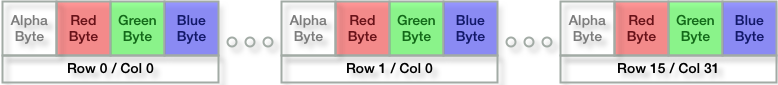 Alpha Byte Red Byte Green Byte Blue Byte
Row 0 / Col 0
Alpha Byte Red Byte Green Byte Blue Byte
Row 1 / Col 0
Alpha Byte Red Byte Green Byte Blue Byte
Row 15 / Col 31